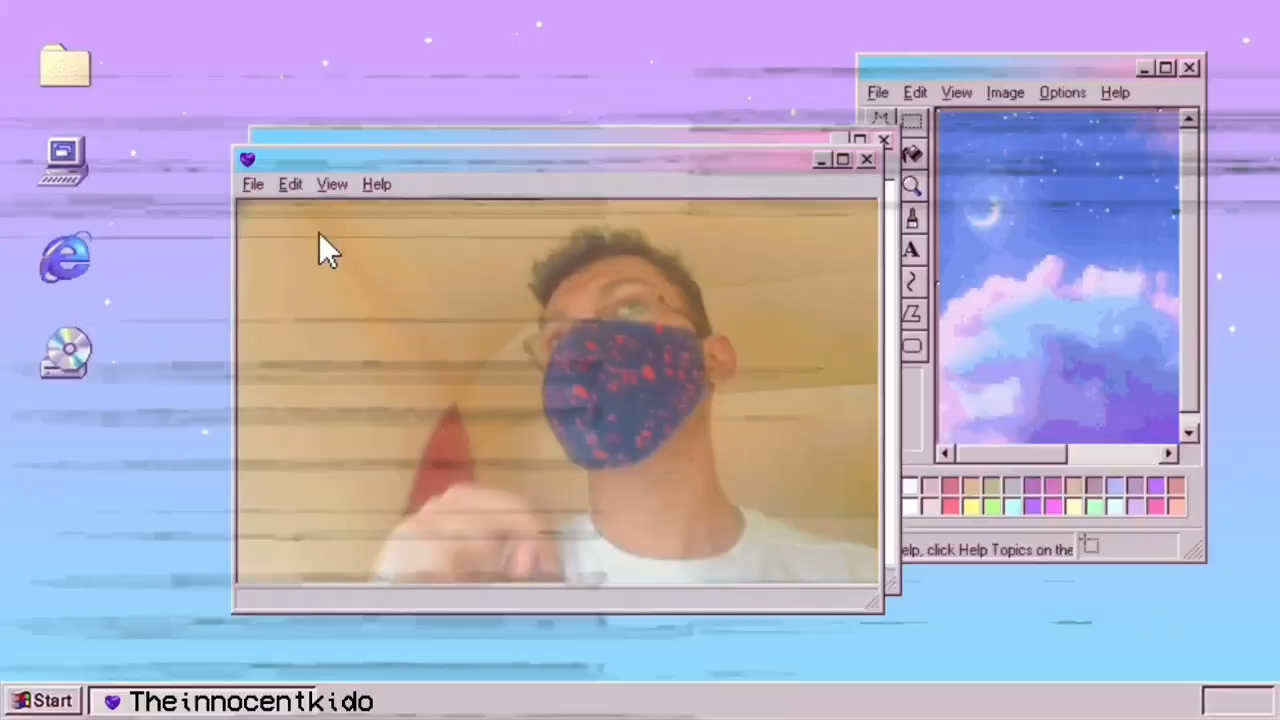 File Edit View Image Options Help
File Edit View Help
A
elp, click Help Topics on the
Start
Theinnocentkido